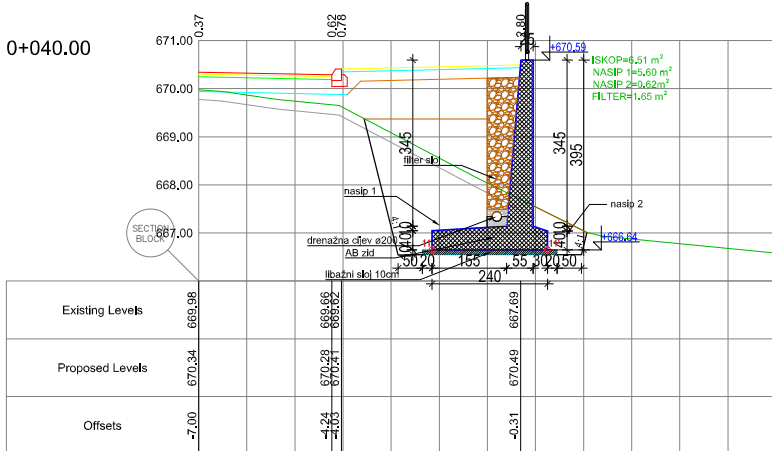 0+040.00
0.37
0.62
0.78
3.80
671.00
670.00
669.00
668.00
667.00
+670.59
ISKOP=6.51 m²
NASIP 1=5.60 m²
NASIP 2=0.62m²
FILTER=1.65 m²
345
345
395
filter sloj
nasip 1
nasip 2
SECTION
BLOCK
4:1
4:1
+666.64
drenažna cijev ø200
AB zid
libažni sloj 10cm
50
20
155
55
30
20
150
240
Existing Levels
669.98
669.66
669.62
667.69
Proposed Levels
670.34
670.28
670.41
670.49
Offsets
-7.00
-4.24
-4.03
-0.31